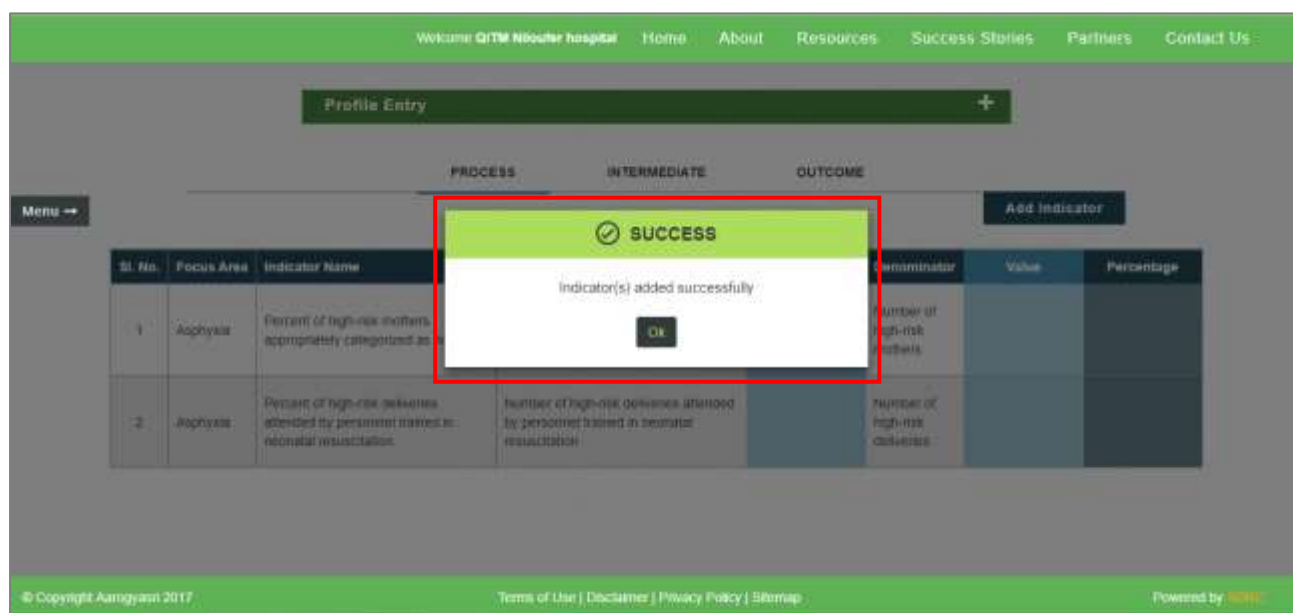 Welcome QITM Niloufer hospital Home About Resources Success Stories Partners Contact Us
Profile Entry +
PROCESS INTERMEDIATE OUTCOME
Menu →
Add Indicator
SUCCESS
Indicator(s) added successfully
Ok
Sl. No. Focus Area Indicator Name Denominator Value Percentage
1 Asphyxia Percent of high-risk mothers
appropriately categorized as
Number of
high-risk
mothers
2 Asphyxia Percent of high-risk deliveries
attended by personnel trained in
neonatal resuscitation
Number of high-risk deliveries attended
by personnel trained in neonatal
resuscitation
Number of
high-risk
deliveries
© Copyright Aarogyasri 2017 Terms of Use | Disclaimer | Privacy Policy | Sitemap Powered by